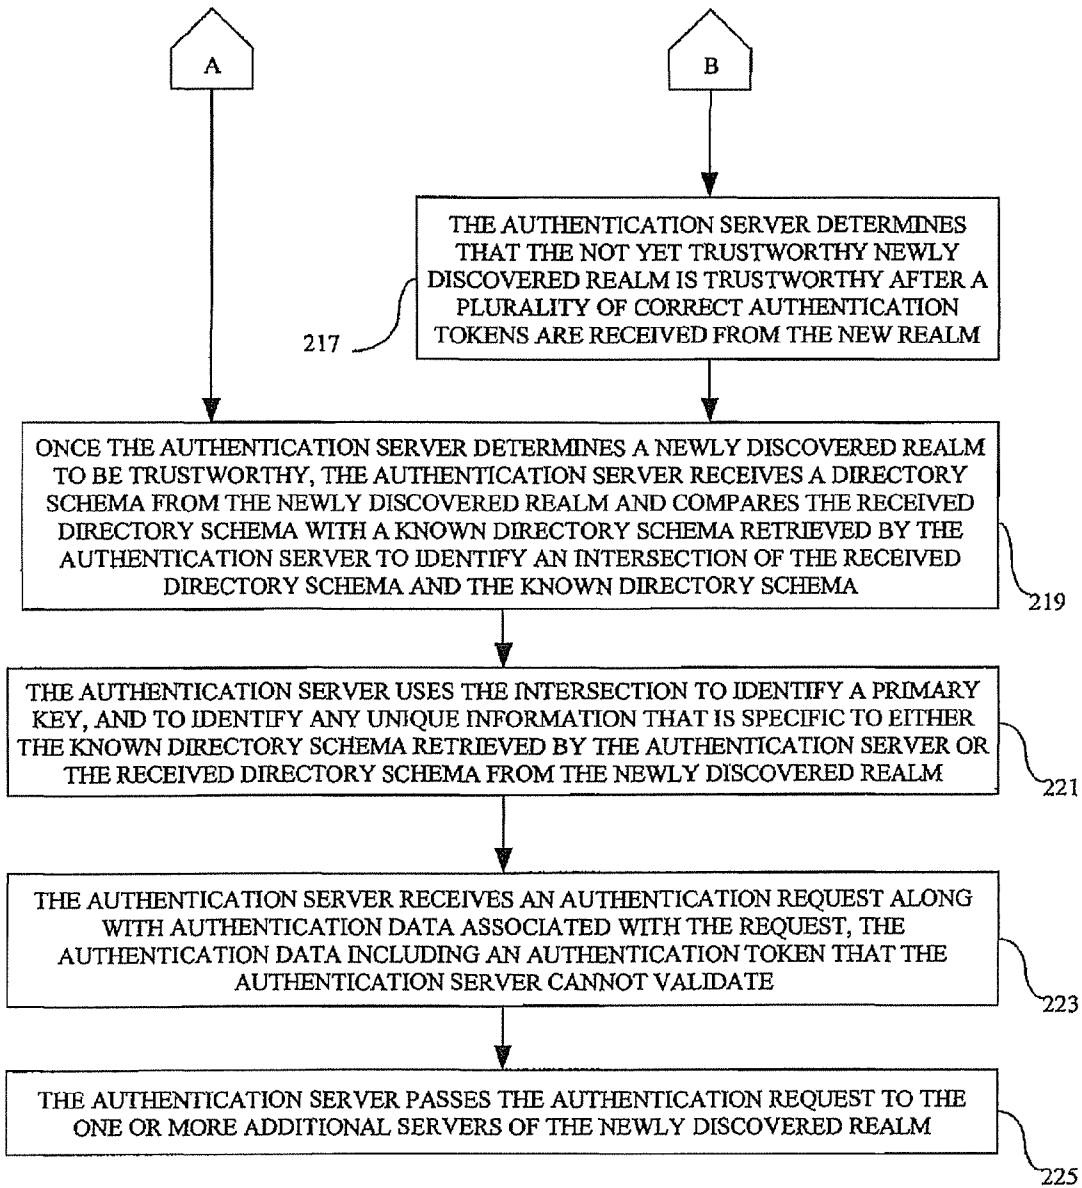 A
B
THE AUTHENTICATION SERVER DETERMINES
THAT THE NOT YET TRUSTWORTHY NEWLY
DISCOVERED REALM IS TRUSTWORTHY AFTER A
PLURALITY OF CORRECT AUTHENTICATION
TOKENS ARE RECEIVED FROM THE NEW REALM
217
ONCE THE AUTHENTICATION SERVER DETERMINES A NEWLY DISCOVERED REALM
TO BE TRUSTWORTHY, THE AUTHENTICATION SERVER RECEIVES A DIRECTORY
SCHEMA FROM THE NEWLY DISCOVERED REALM AND COMPARES THE RECEIVED
DIRECTORY SCHEMA WITH A KNOWN DIRECTORY SCHEMA RETRIEVED BY THE
AUTHENTICATION SERVER TO IDENTIFY AN INTERSECTION OF THE RECEIVED
DIRECTORY SCHEMA AND THE KNOWN DIRECTORY SCHEMA
219
THE AUTHENTICATION SERVER USES THE INTERSECTION TO IDENTIFY A PRIMARY
KEY, AND TO IDENTIFY ANY UNIQUE INFORMATION THAT IS SPECIFIC TO EITHER
THE KNOWN DIRECTORY SCHEMA RETRIEVED BY THE AUTHENTICATION SERVER OR
THE RECEIVED DIRECTORY SCHEMA FROM THE NEWLY DISCOVERED REALM
221
THE AUTHENTICATION SERVER RECEIVES AN AUTHENTICATION REQUEST ALONG
WITH AUTHENTICATION DATA ASSOCIATED WITH THE REQUEST, THE
AUTHENTICATION DATA INCLUDING AN AUTHENTICATION TOKEN THAT THE
AUTHENTICATION SERVER CANNOT VALIDATE
223
THE AUTHENTICATION SERVER PASSES THE AUTHENTICATION REQUEST TO THE
ONE OR MORE ADDITIONAL SERVERS OF THE NEWLY DISCOVERED REALM
225